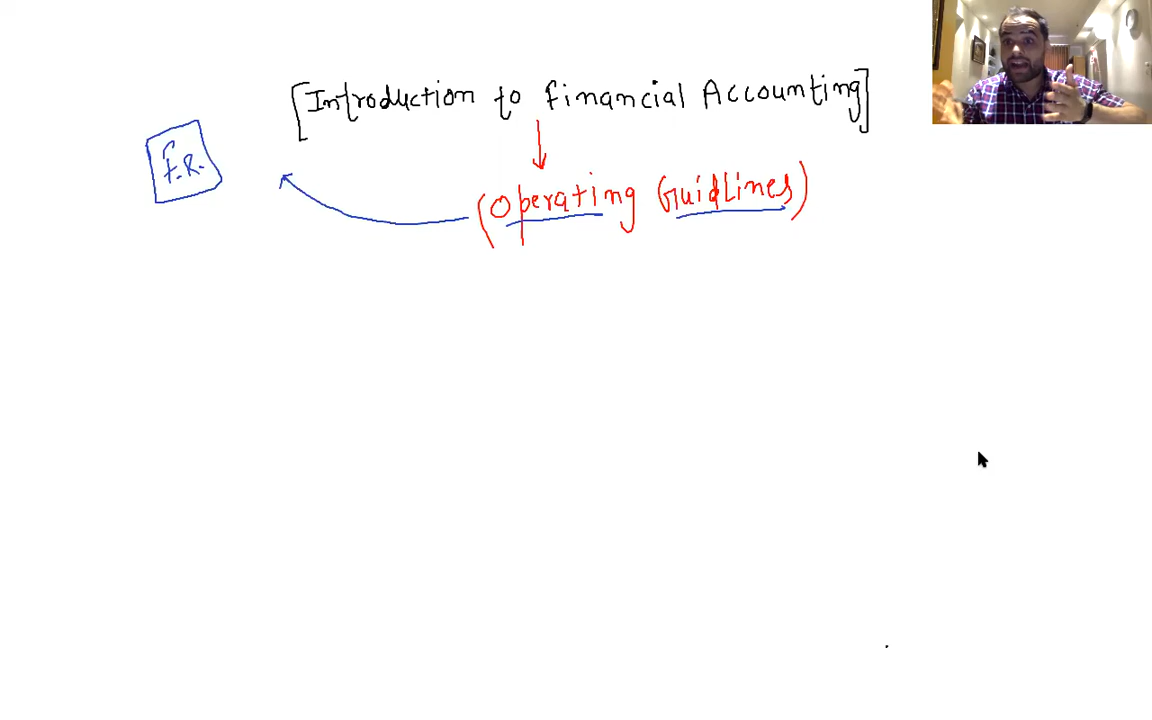 [Introduction to financial Accounting]
F.R.
(Operating GuidLines)